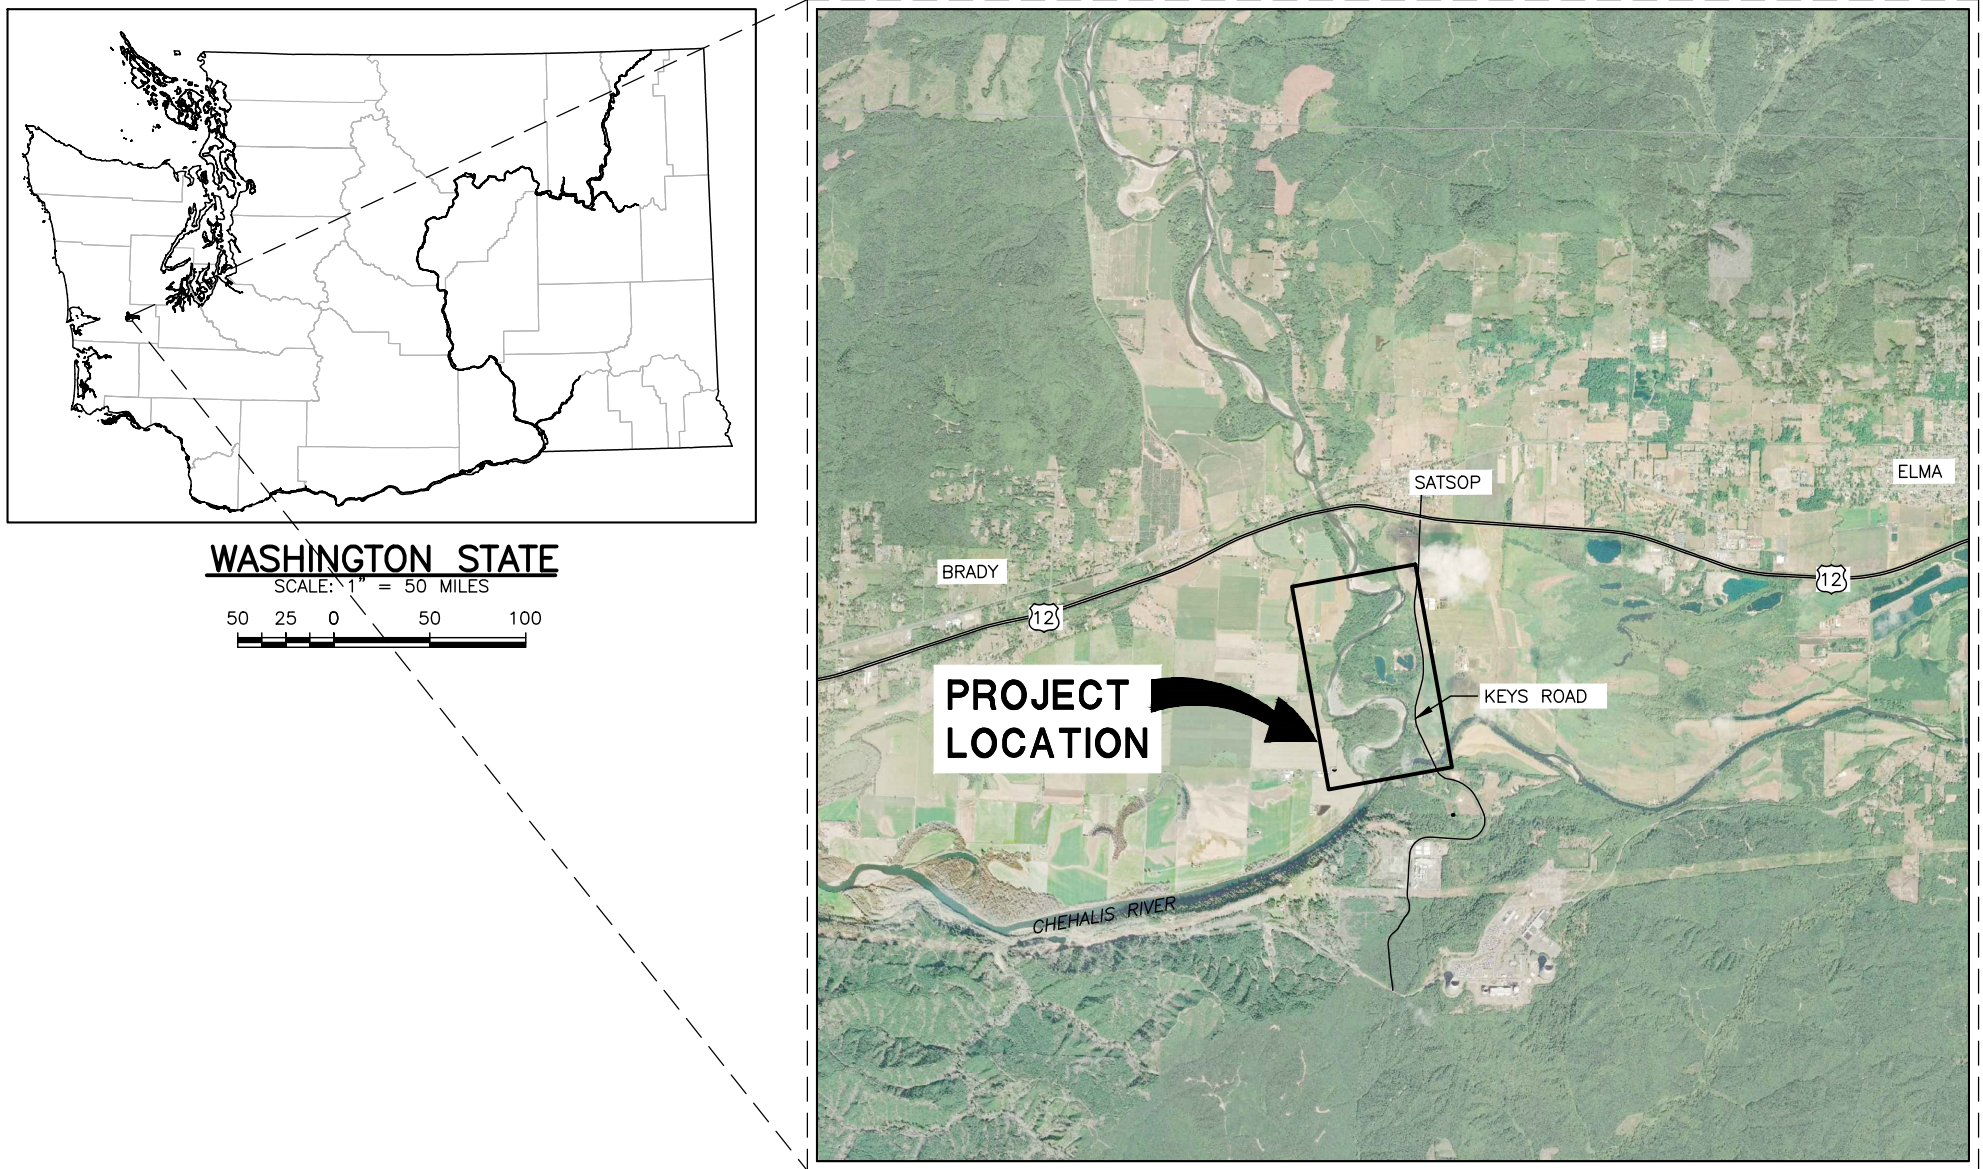 WASHINGTON STATE
SCALE: 1" = 50 MILES
50 25 0 50 100
SATSOP
ELMA
BRADY
12
12
PROJECT
LOCATION
KEYS ROAD
CHEHALIS RIVER